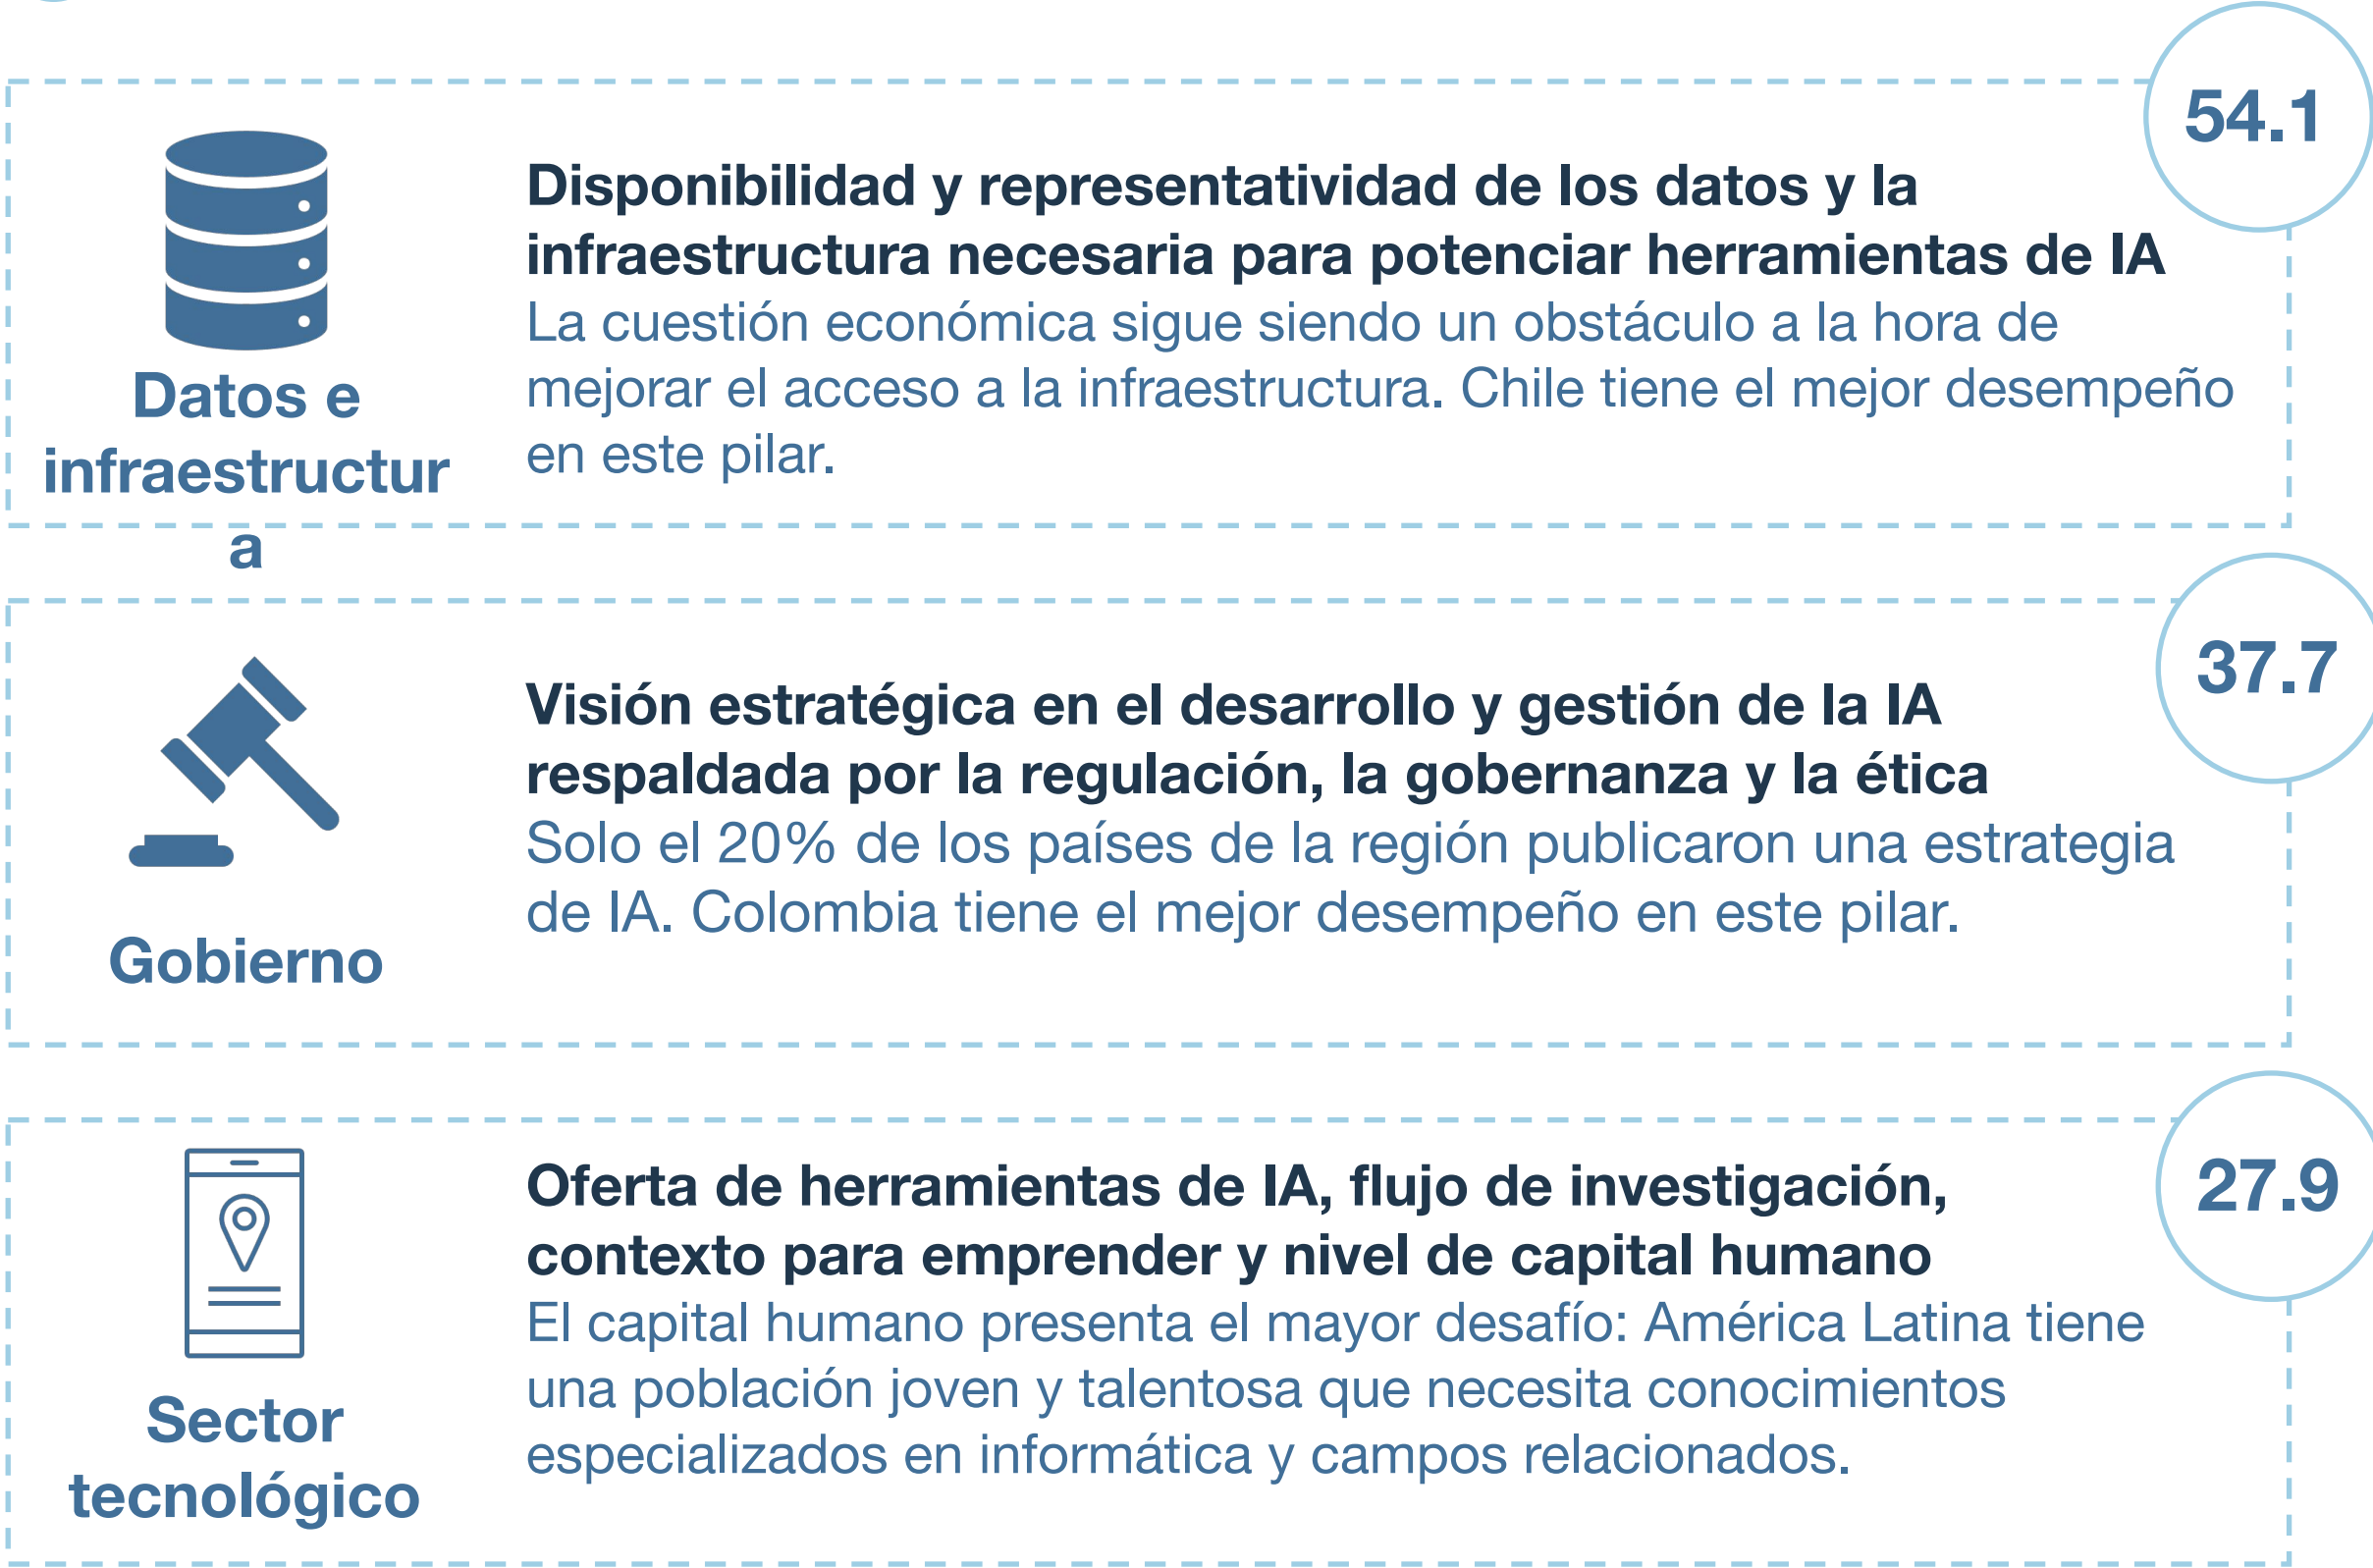 54.1
Disponibilidad y representatividad de los datos y la
infraestructura necesaria para potenciar herramientas de IA
La cuestión económica sigue siendo un obstáculo a la hora de
mejorar el acceso a la infraestructura. Chile tiene el mejor desempeño
en este pilar.
Datos e
infraestructur
a
37.7
Visión estratégica en el desarrollo y gestión de la IA
respaldada por la regulación, la gobernanza y la ética
Solo el 20% de los países de la región publicaron una estrategia
de IA. Colombia tiene el mejor desempeño en este pilar.
Gobierno
27.9
Oferta de herramientas de IA, flujo de investigación,
contexto para emprender y nivel de capital humano
El capital humano presenta el mayor desafío: América Latina tiene
una población joven y talentosa que necesita conocimientos
especializados en informática y campos relacionados.
Sector
tecnológico